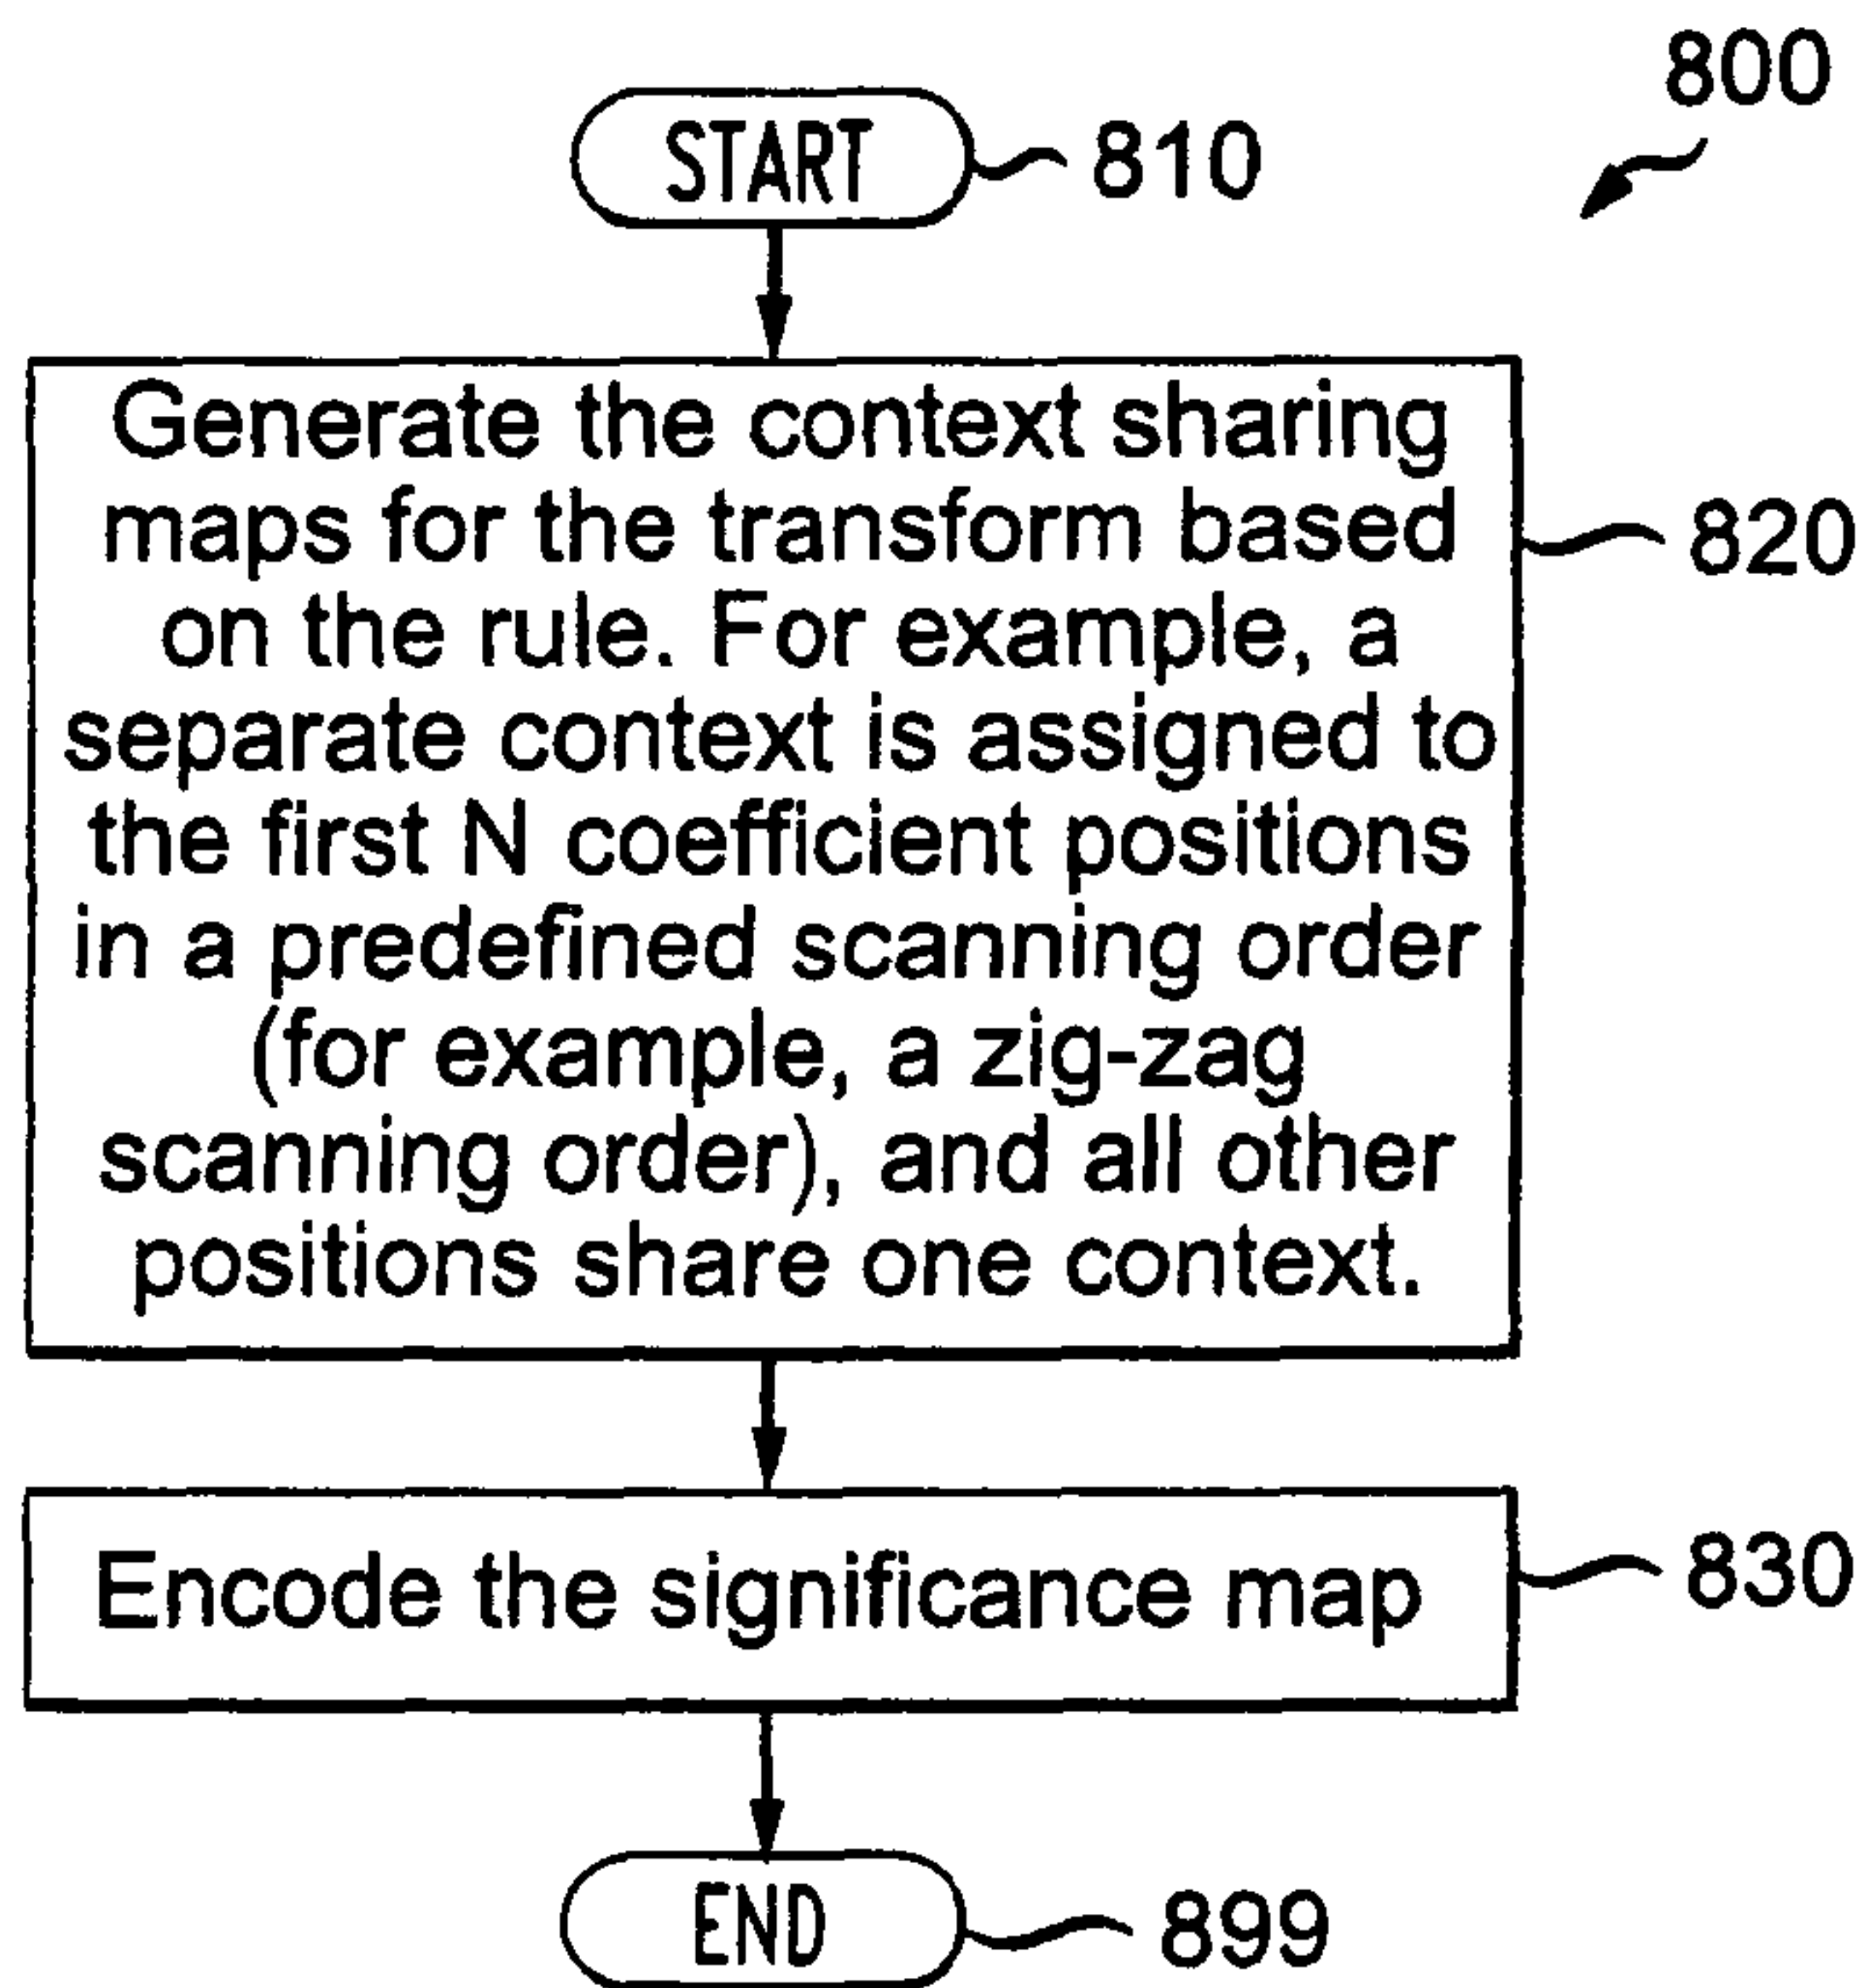 800
START 810
Generate the context sharing
maps for the transform based
on the rule. For example, a
separate context is assigned to
the first N coefficient positions
in a predefined scanning order
(for example, a zig-zag
scanning order), and all other
positions share one context.
820
Encode the significance map
830
END 899